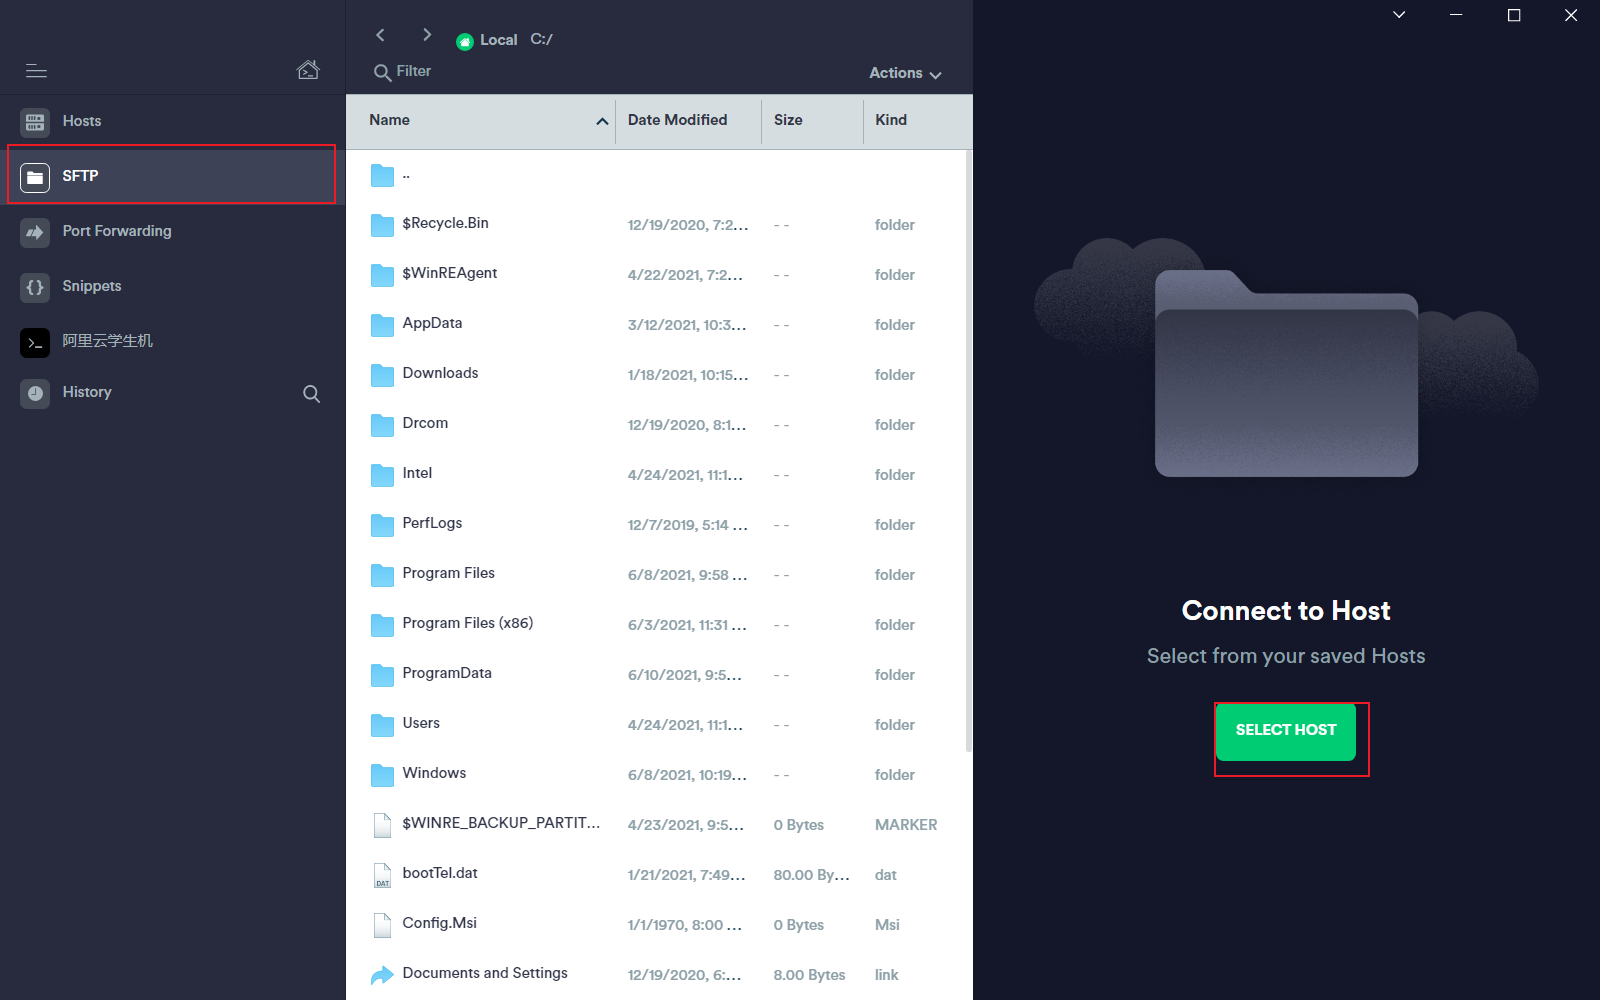 Hosts
SFTP
Port Forwarding
Snippets
阿里云学生机
History
Local C:/
Filter
Actions
Name Date Modified Size Kind
..
$Recycle.Bin 12/19/2020, 7:2... - - folder
$WinREAgent 4/22/2021, 7:2... - - folder
AppData 3/12/2021, 10:3... - - folder
Downloads 1/18/2021, 10:15... - - folder
Drcom 12/19/2020, 8:1... - - folder
Intel 4/24/2021, 11:1... - - folder
PerfLogs 12/7/2019, 5:14 ... - - folder
Program Files 6/8/2021, 9:58 ... - - folder
Program Files (x86) 6/3/2021, 11:31 ... - - folder
ProgramData 6/10/2021, 9:5... - - folder
Users 4/24/2021, 11:1... - - folder
Windows 6/8/2021, 10:19... - - folder
$WINRE_BACKUP_PARTIT... 4/23/2021, 9:5... 0 Bytes MARKER
DAT bootTel.dat 1/21/2021, 7:49... 80.00 By... dat
Config.Msi 1/1/1970, 8:00 ... 0 Bytes Msi
Documents and Settings 12/19/2020, 6:... 8.00 Bytes link
Connect to Host
Select from your saved Hosts
SELECT HOST